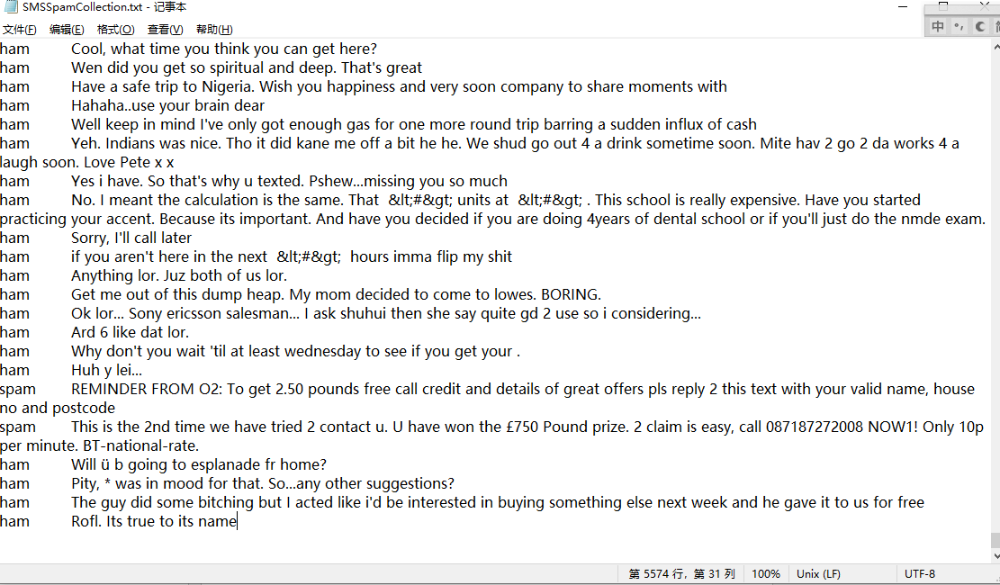 SMSSpamCollection.txt - 记事本
文件(F) 编辑(E) 格式(O) 查看(V) 帮助(H)
中 °,
ham Cool, what time you think you can get here?
ham Wen did you get so spiritual and deep. That's great
ham Have a safe trip to Nigeria. Wish you happiness and very soon company to share moments with
ham Hahaha..use your brain dear
ham Well keep in mind I've only got enough gas for one more round trip barring a sudden influx of cash
ham Yeh. Indians was nice. Tho it did kane me off a bit he he. We shud go out 4 a drink sometime soon. Mite hav 2 go 2 da works 4 a
laugh soon. Love Pete x x
ham Yes i have. So that's why u texted. Pshew...missing you so much
ham No. I meant the calculation is the same. That &lt;#&gt; units at &lt;#&gt; . This school is really expensive. Have you started
practicing your accent. Because its important. And have you decided if you are doing 4years of dental school or if you'll just do the nmde exam.
ham Sorry, I'll call later
ham if you aren't here in the next &lt;#&gt; hours imma flip my shit
ham Anything lor. Juz both of us lor.
ham Get me out of this dump heap. My mom decided to come to lowes. BORING.
ham Ok lor... Sony ericsson salesman... I ask shuhui then she say quite gd 2 use so i considering...
ham Ard 6 like dat lor.
ham Why don't you wait 'til at least wednesday to see if you get your .
ham Huh y lei...
spam REMINDER FROM O2: To get 2.50 pounds free call credit and details of great offers pls reply 2 this text with your valid name, house
no and postcode
spam This is the 2nd time we have tried 2 contact u. U have won the £750 Pound prize. 2 claim is easy, call 087187272008 NOW1! Only 10p
per minute. BT-national-rate.
ham Will ü b going to esplanade fr home?
ham Pity, * was in mood for that. So...any other suggestions?
ham The guy did some bitching but I acted like i'd be interested in buying something else next week and he gave it to us for free
ham Rofl. Its true to its name
第 5574 行，第 31 列 100% Unix (LF) UTF-8